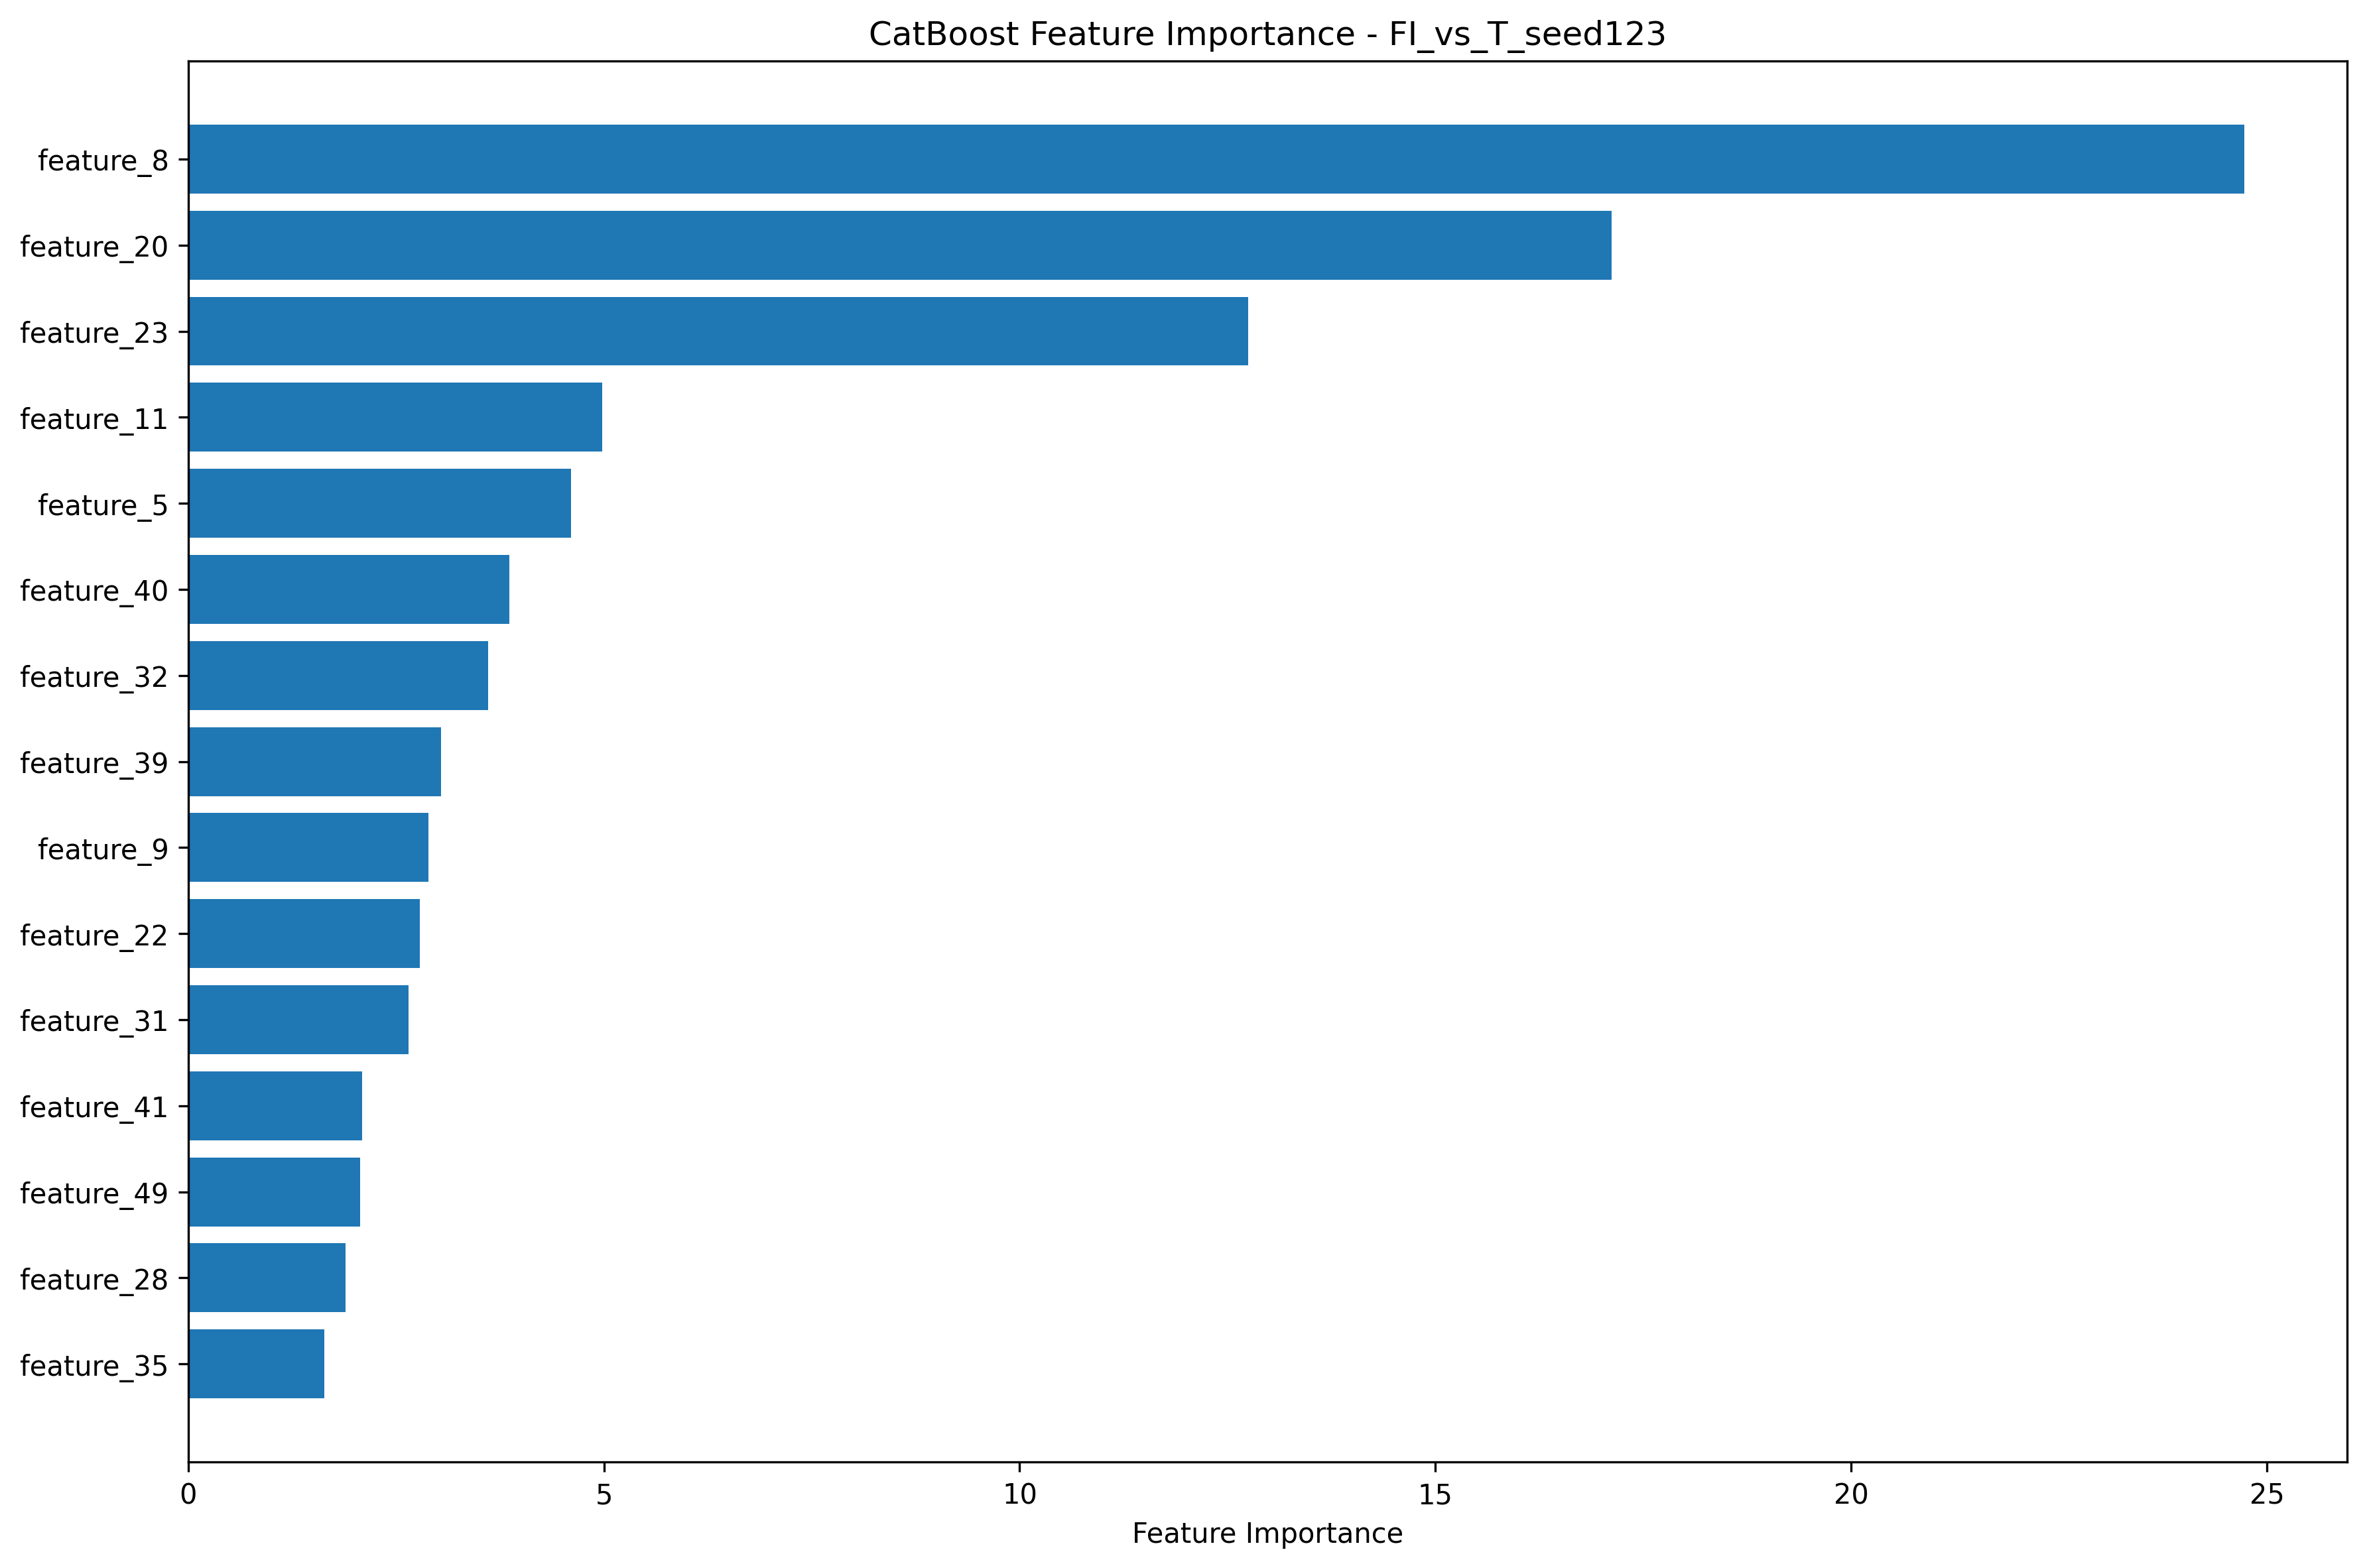 CatBoost Feature Importance - FI_vs_T_seed123
feature_8
feature_20
feature_23
feature_11
feature_5
feature_40
feature_32
feature_39
feature_9
feature_22
feature_31
feature_41
feature_49
feature_28
feature_35
0 5 10 15 20 25
Feature Importance